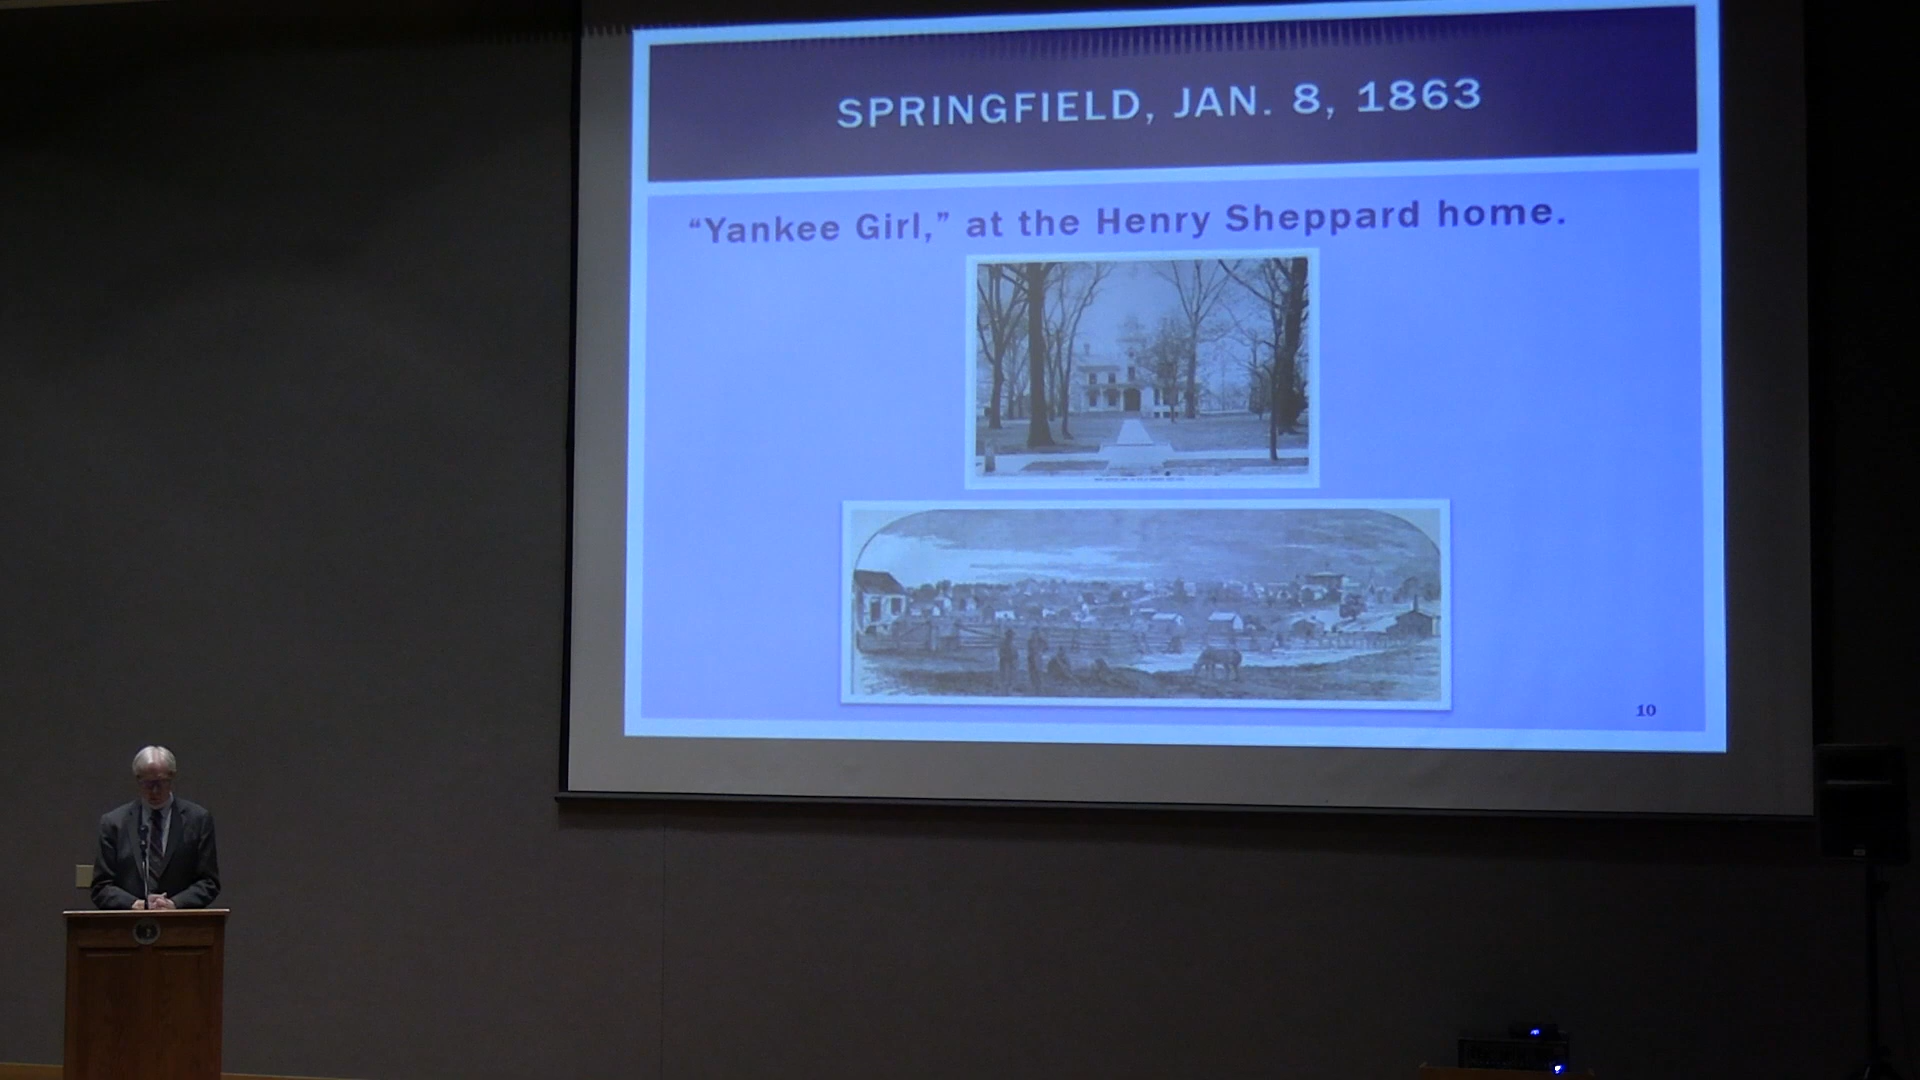 SPRINGFIELD, JAN. 8, 1863
“Yankee Girl,” at the Henry Sheppard home.
10